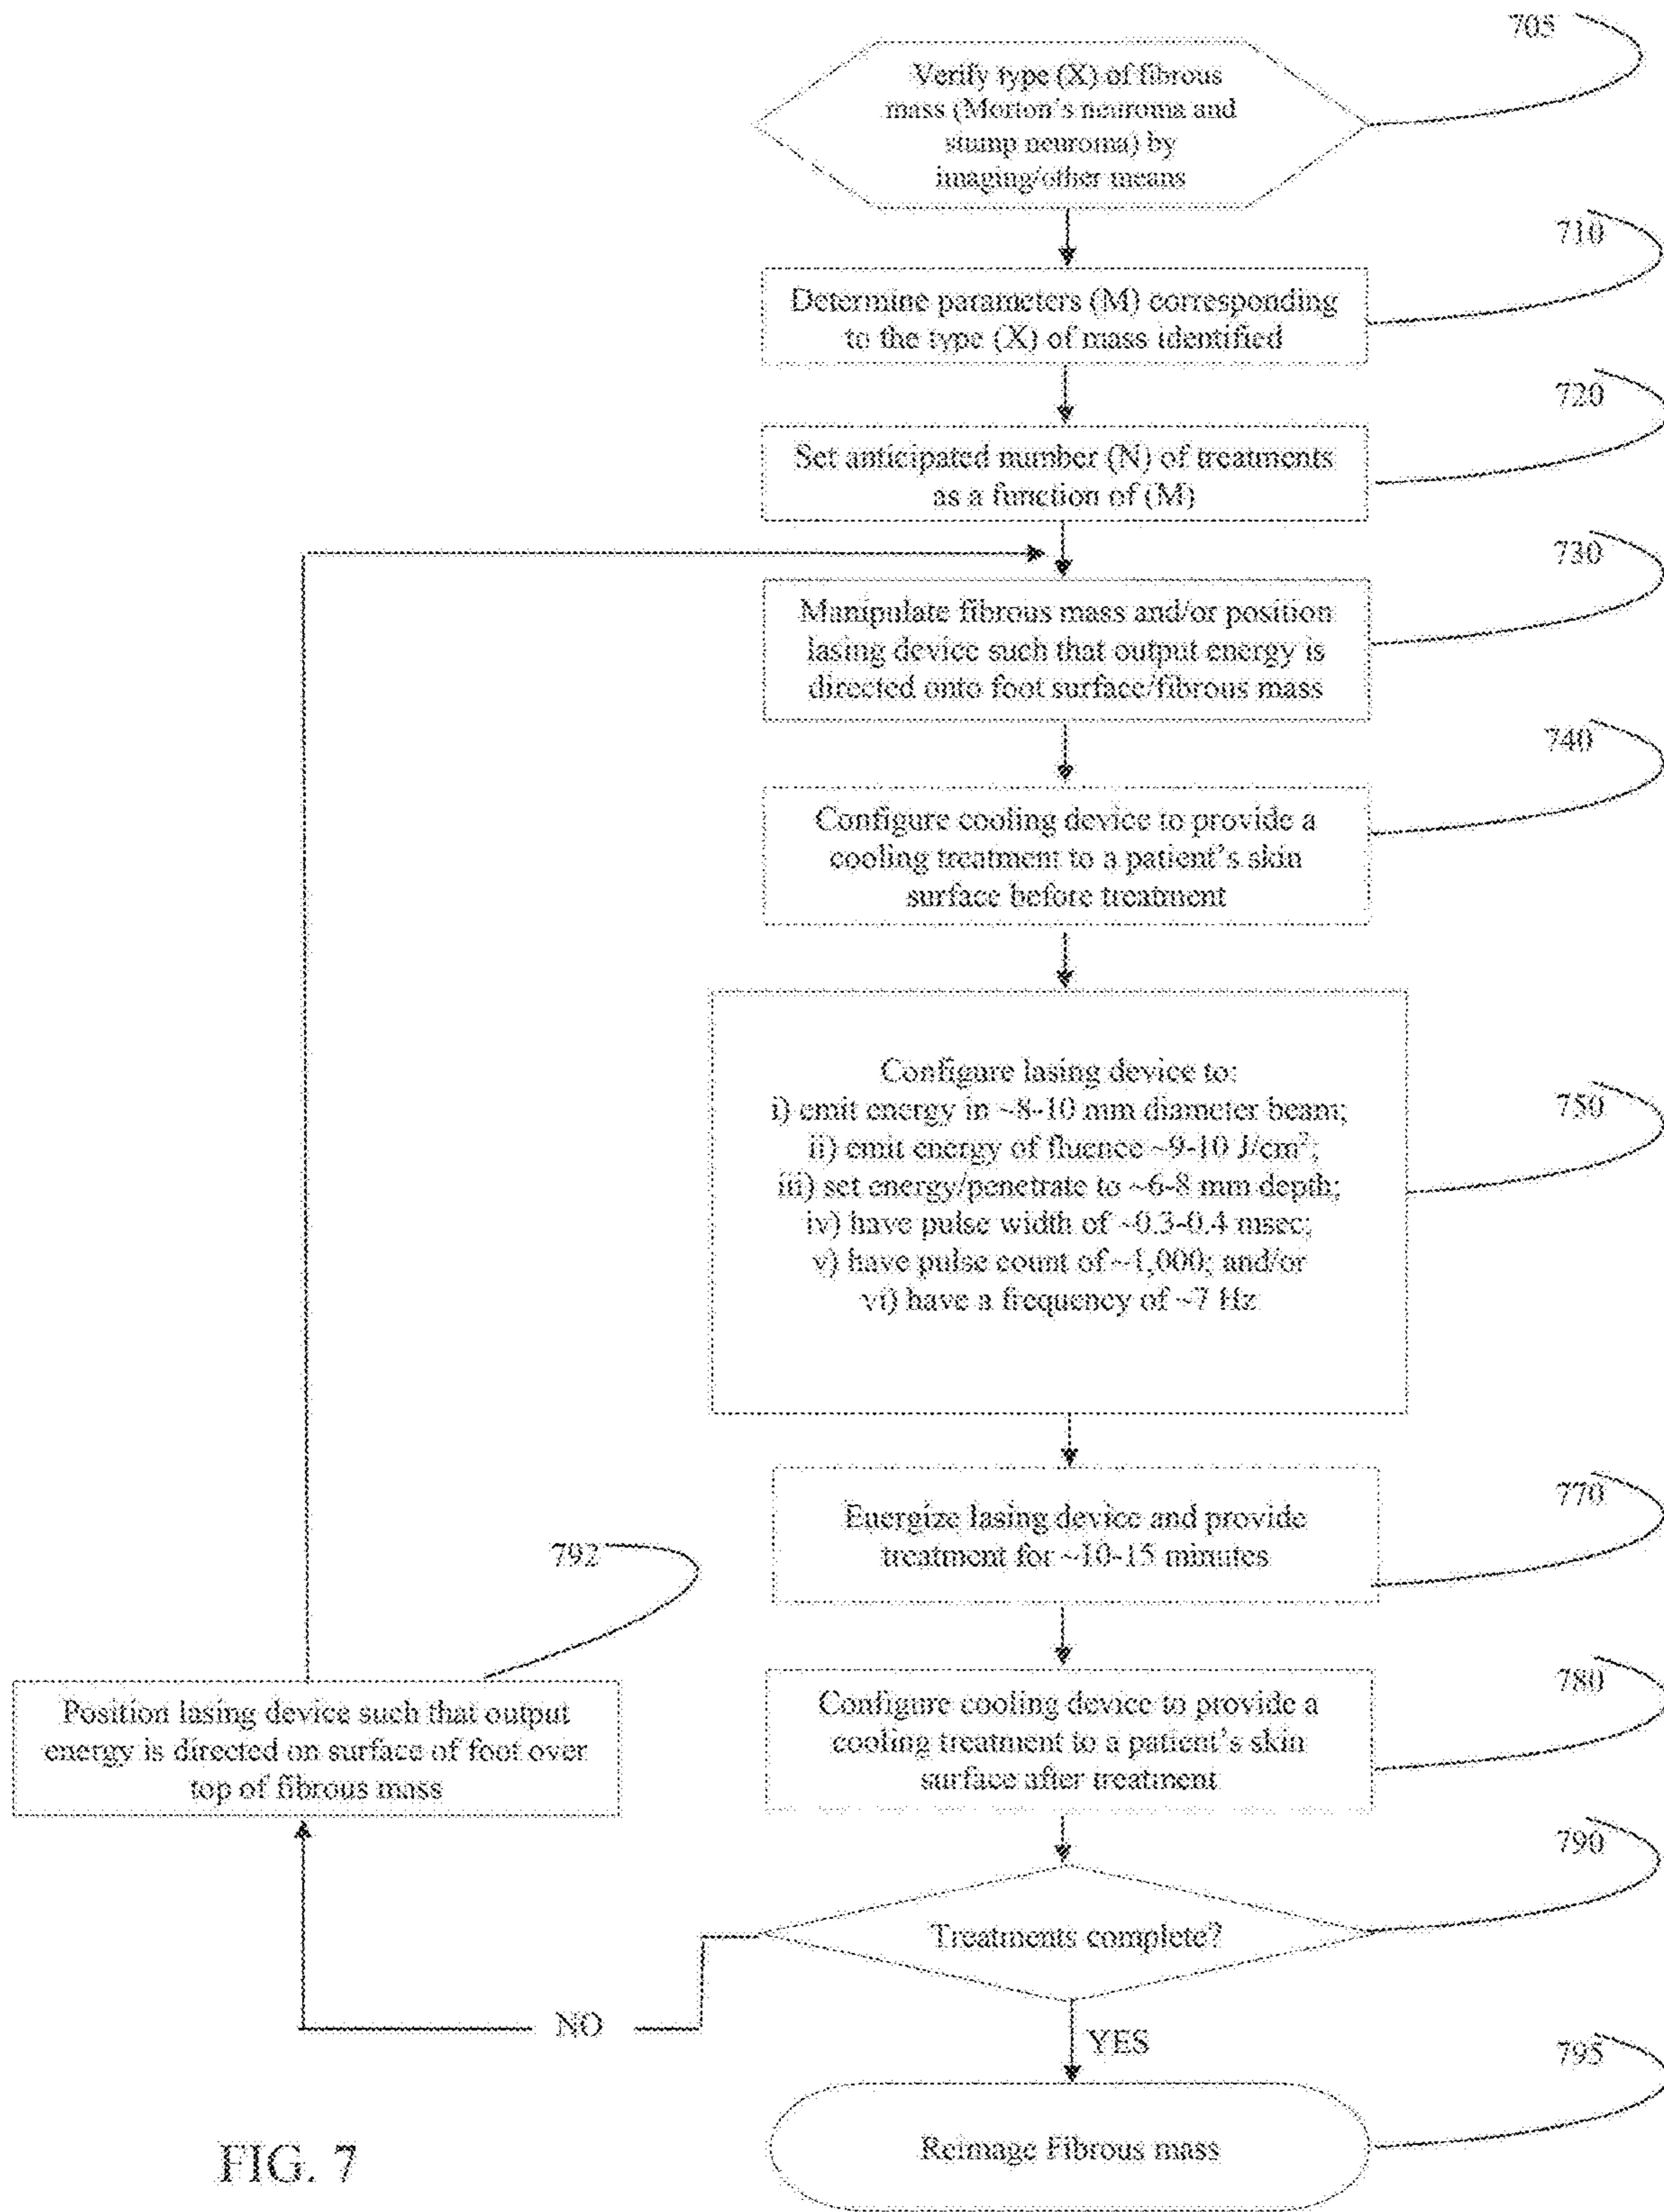 705
Verify type (X) of fibrous
mass (Morton's neuroma and
stump neuroma) by
imaging/other means
710
Determine parameters (M) corresponding
to the type (X) of mass identified
720
Set anticipated number (N) of treatments
as a function of (M)
730
Manipulate fibrous mass and/or position
lasing device such that output energy is
directed onto foot surface/fibrous mass
740
Configure cooling device to provide a
cooling treatment to a patient's skin
surface before treatment
750
Configure lasing device to:
i) emit energy in ~8-10 mm diameter beam;
ii) emit energy of fluence ~9-10 J/cm²;
iii) set energy/penetrate to ~6-8 mm depth;
iv) have pulse width of ~0.3-0.4 msec;
v) have pulse count of ~1,000; and/or
vi) have a frequency of ~7 Hz
770
Energize lasing device and provide
treatment for ~10-15 minutes
792
Position lasing device such that output
energy is directed on surface of foot over
top of fibrous mass
780
Configure cooling device to provide a
cooling treatment to a patient's skin
surface after treatment
790
Treatments complete?
NO
YES
795
Reimage Fibrous mass
FIG. 7